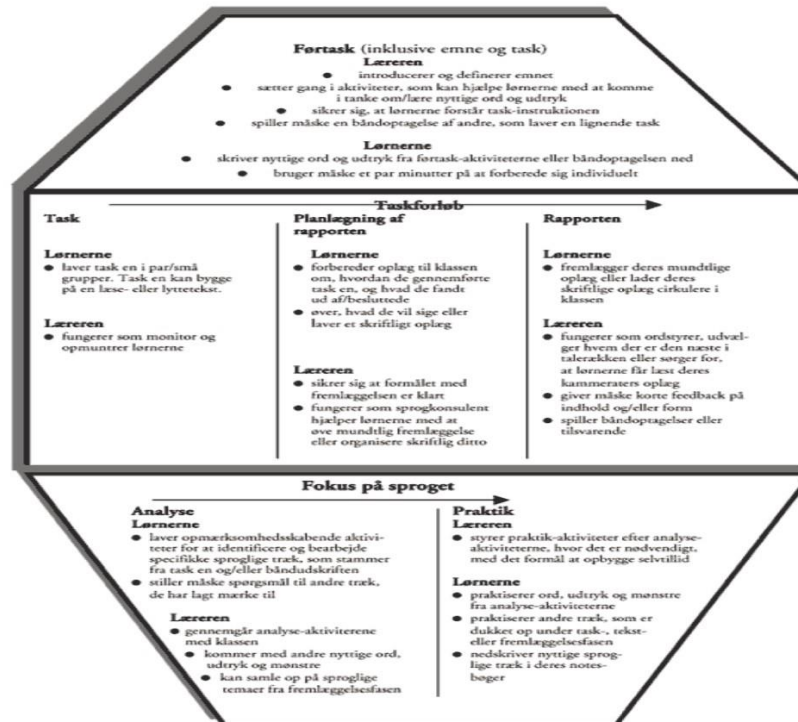 Førtask (inklusive emne og task)
Læreren
● introducerer og definerer emnet
● sætter gang i aktiviteter, som kan hjælpe lørnerne med at komme
i tanke om/lære nyttige ord og udtryk
● sikrer sig, at lørnerne forstår task-instruktionen
● spiller måske en båndoptagelse af andre, som laver en lignende task
Lørnerne
● skriver nyttige ord og udtryk fra førtask-aktiviteterne eller båndoptagelsen ned
● bruger måske et par minutter på at forberede sig individuelt
Taskforløb
Task
Lørnerne
● laver task en i par/små
grupper. Task en kan bygge
på en læse- eller lyttetekst.
Læreren
● fungerer som monitor og
opmuntrer lørnerne
Planlægning af
rapporten
Lørnerne
● forbereder oplæg til klassen
om, hvordan de gennemførte
task en, og hvad de fandt
ud af/besluttede
● øver, hvad de vil sige eller
laver et skriftligt oplæg
Læreren
● sikrer sig at formålet med
fremlæggelsen er klart
● fungerer som sprogkonsulent
hjælper lørnerne med at
øve mundtlig fremlæggelse
eller organisere skriftlig ditto
Rapporten
Lørnerne
● fremlægger deres mundtlige
oplæg eller lader deres
skriftlige oplæg cirkulere i
klassen
Læreren
● fungerer som ordstyrer, udvæl-
ger hvem der er den næste i
talerækken eller sørger for,
at lørnerne får læst deres
kammeraters oplæg
● giver måske korte feedback på
indhold og/eller form
● spiller båndoptagelser eller
tilsvarende
Fokus på sproget
Analyse
Lørnerne
● laver opmærksomhedsskabende aktivi-
teter for at identificere og bearbejde
specifikke sproglige træk, som stammer
fra task en og/eller båndudskriften
● stiller måske spørgsmål til andre træk,
de har lagt mærke til
Læreren
● gennemgår analyse-aktiviterene
med klassen
● kommer med andre nyttige ord,
udtryk og mønstre
● kan samle op på sproglige
temaer fra fremlæggelsesfasen
Praktik
Læreren
● styrer praktik-aktiviteter efter analyse-
aktiviteterne, hvor det er nødvendigt,
med det formål at opbygge selvtillid
Lørnerne
● praktiserer ord, udtryk og mønstre
fra analyse-aktiviteterne
● praktiserer andre træk, som er
dukket op under task-, tekst-
eller fremlæggelsesfasen
● nedskriver nyttige sprog-
lige træk i deres notes-
bøger